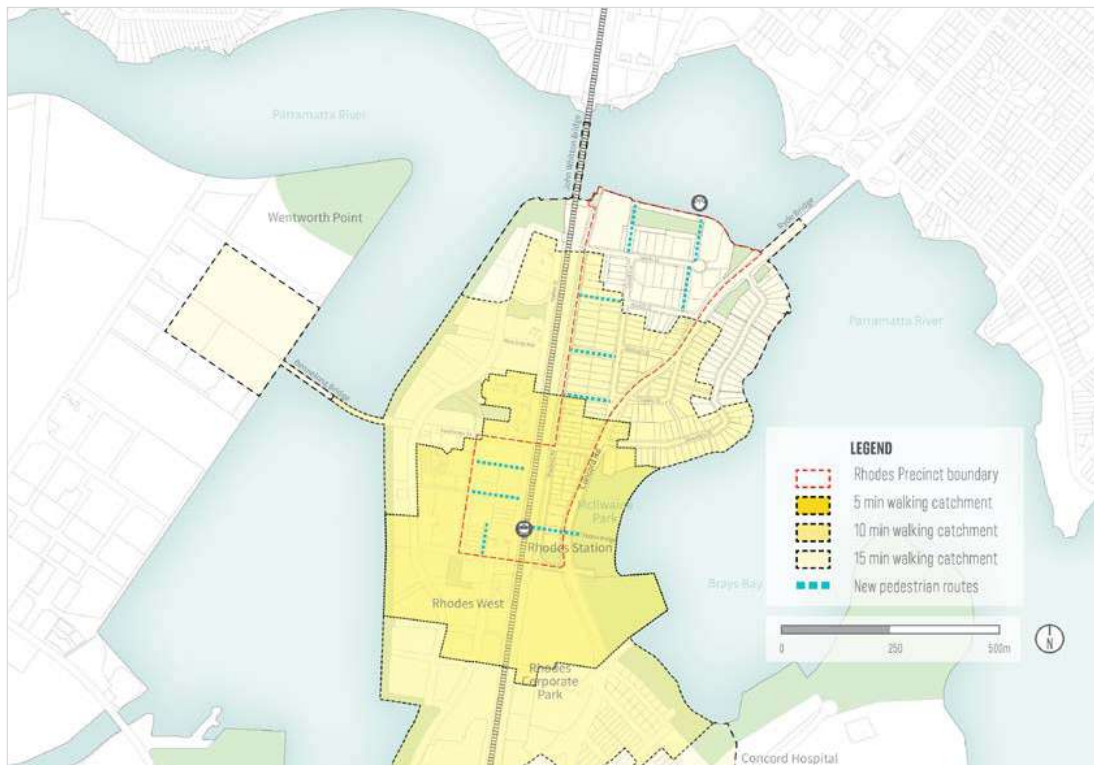 Parramatta River
John Whitton Bridge
Wentworth Point
Ryde Bridge
Parramatta River
Bennelong Bridge
Concord Rd
McIlwaine
Park
Rhodes Station
Rhodes West
Brays Bay
Rhodes
Corporate
Park
Concord Hospital
LEGEND
Rhodes Precinct boundary
5 min walking catchment
10 min walking catchment
15 min walking catchment
New pedestrian routes
0
250
500m
N